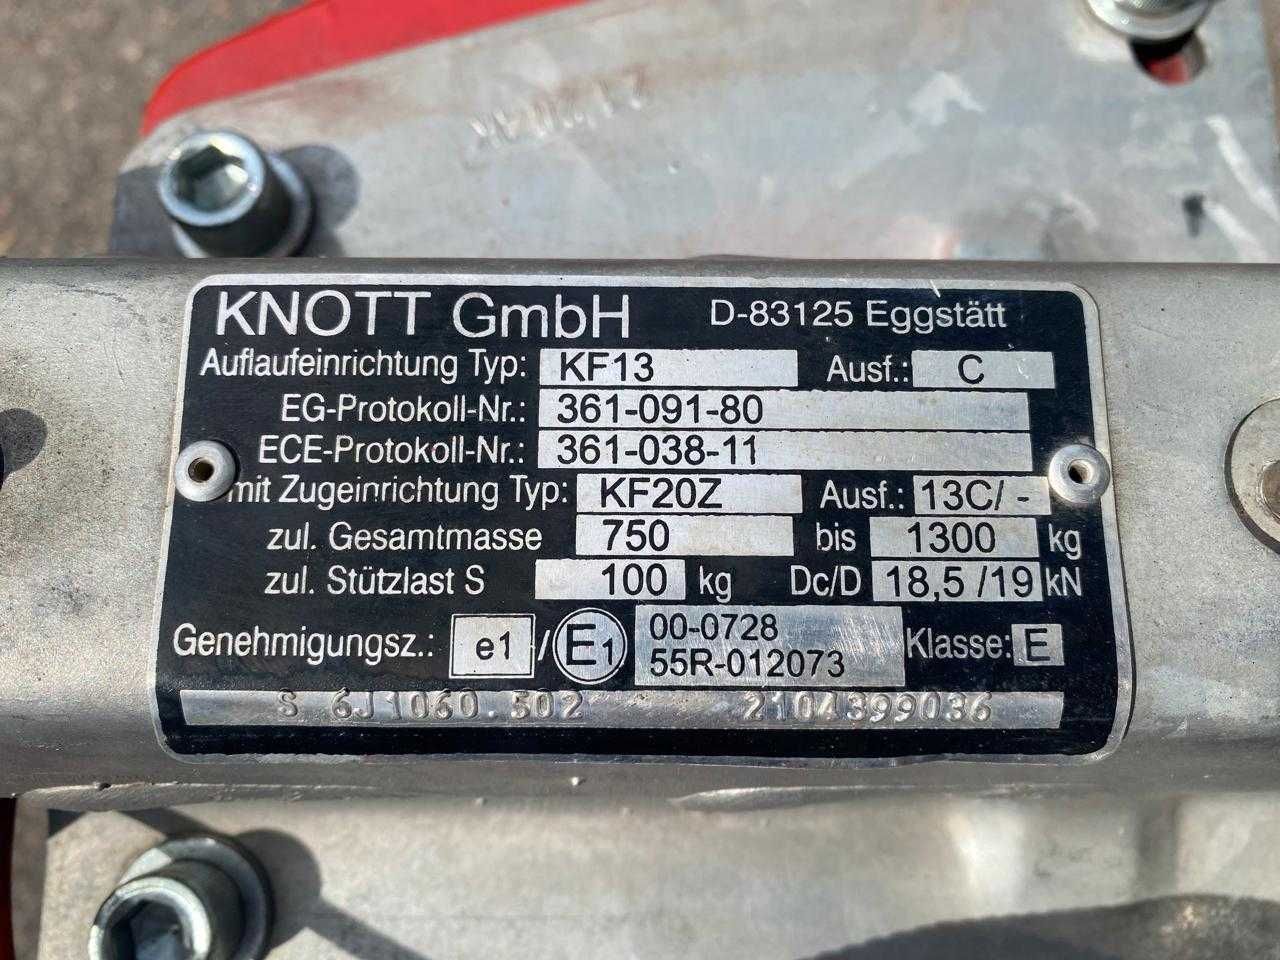 KNOTT GmbH D-83125 Eggstätt
Auflaufeinrichtung Typ: KF13 Ausf.: C
EG-Protokoll-Nr.: 361-091-80
ECE-Protokoll-Nr.: 361-038-11
mit Zugeinrichtung Typ: KF20Z Ausf.: 13C/ -
zul. Gesamtmasse 750 bis 1300 kg
zul. Stützlast S 100 kg Dc/D 18,5 /19 kN
Genehmigungsz.: e1 / E1 00-0728 Klasse: E
55R-012073
S 6J1060.502 2104399036